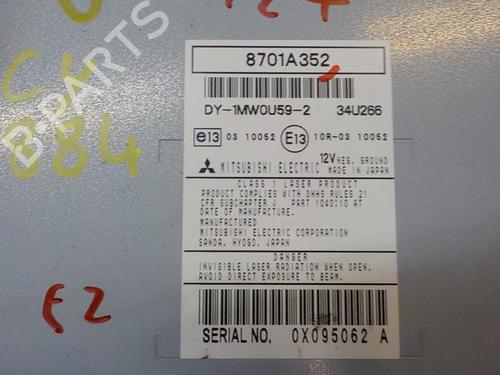 8701A352
DY-1MW0U59-2 34U266
e13 03 10052 E13 10R-03 10052
MITSUBISHI ELECTRIC 12V NEG. GROUND
MADE IN JAPAN
CLASS 1 LASER PRODUCT
PRODUCT COMPLIES WITH DHHS RULES 21
CFR SUBCHAPTER J PART 1040.10 AT
DATE OF MANUFACTURE.
MANUFACTURED
MITSUBISHI ELECTRIC CORPORATION
SANDA, HYOGO, JAPAN
DANGER
INVISIBLE LASER RADIATION WHEN OPEN.
AVOID DIRECT EXPOSURE TO BEAM.
SERIAL NO. 0X095062 A
884
B-Parts